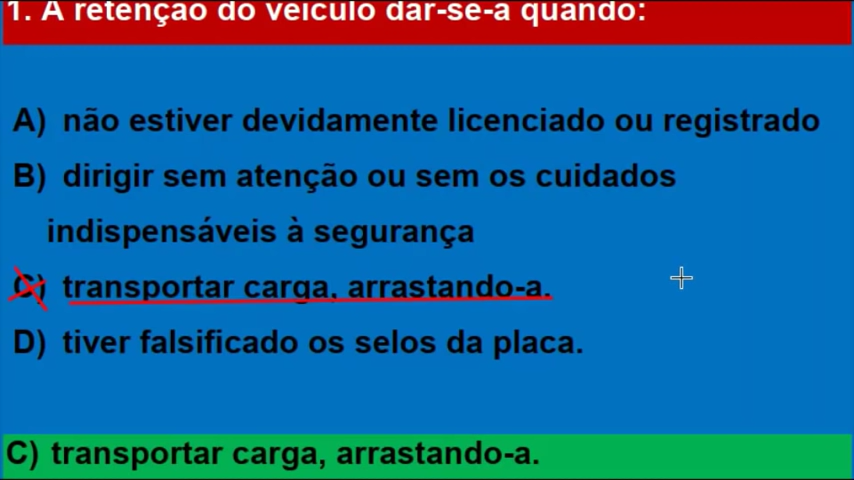 1. A retenção do veículo dar-se-á quando:
A) não estiver devidamente licenciado ou registrado
B) dirigir sem atenção ou sem os cuidados
indispensáveis à segurança
C) transportar carga, arrastando-a.
D) tiver falsificado os selos da placa.
C) transportar carga, arrastando-a.